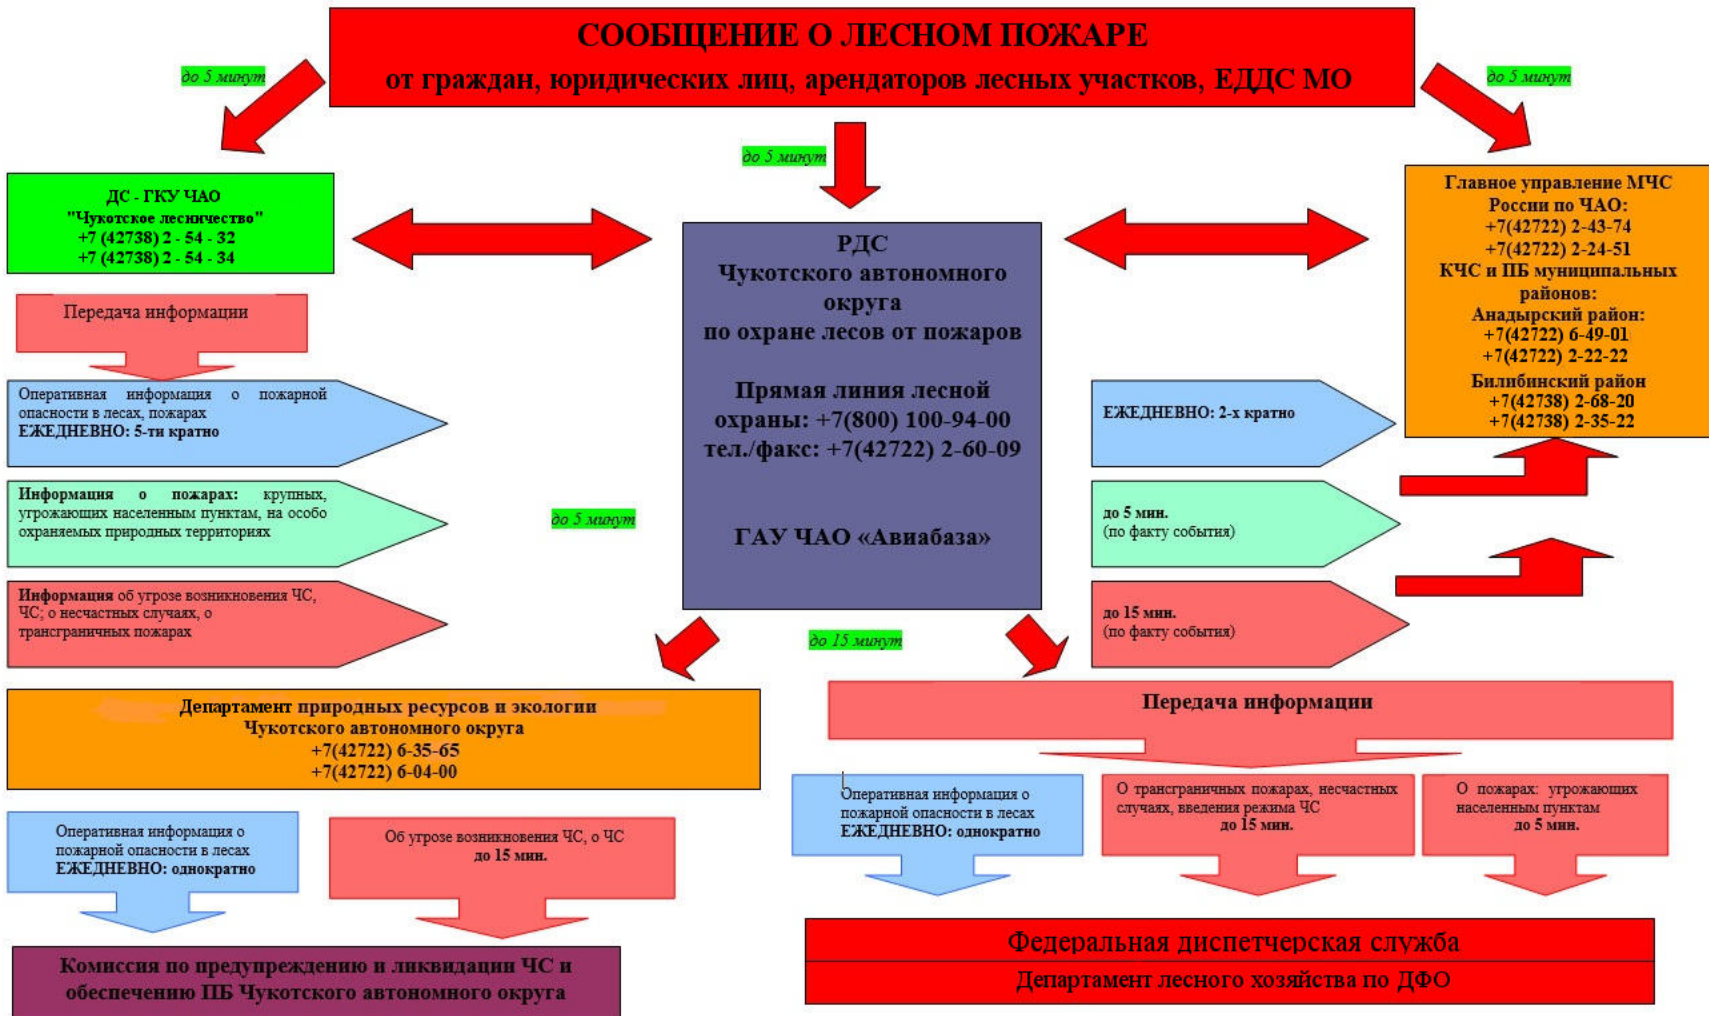 СООБЩЕНИЕ О ЛЕСНОМ ПОЖАРЕ
от граждан, юридических лиц, арендаторов лесных участков, ЕДДС МО
до 5 минут
до 5 минут
до 5 минут
ДС - ГКУ ЧАО
"Чукотское лесничество"
+7 (42738) 2 - 54 - 32
+7 (42738) 2 - 54 - 34
РДС
Чукотского автономного
округа
по охране лесов от пожаров
Прямая линия лесной
охраны: +7(800) 100-94-00
тел./факс: +7(42722) 2-60-09
ГАУ ЧАО «Авиабаза»
Главное управление МЧС
России по ЧАО:
+7(42722) 2-43-74
+7(42722) 2-24-51
КЧС и ПБ муниципальных
районов:
Анадырский район:
+7(42722) 6-49-01
+7(42722) 2-22-22
Билибинский район
+7(42738) 2-68-20
+7(42738) 2-35-22
Передача информации
Оперативная информация о пожарной
опасности в лесах, пожарах
ЕЖЕДНЕВНО: 5-ти кратно
Информация о пожарах: крупных,
угрожающих населенным пунктам, на особо
охраняемых природных территориях
Информация об угрозе возникновения ЧС,
ЧС; о несчастных случаях, о
трансграничных пожарах
до 5 минут
ЕЖЕДНЕВНО: 2-х кратно
до 5 мин.
(по факту события)
до 15 мин.
(по факту события)
до 15 минут
Департамент природных ресурсов и экологии
Чукотского автономного округа
+7(42722) 6-35-65
+7(42722) 6-04-00
Передача информации
Оперативная информация о
пожарной опасности в лесах
ЕЖЕДНЕВНО: однократно
Об угрозе возникновения ЧС, о ЧС
до 15 мин.
Оперативная информация о
пожарной опасности в лесах
ЕЖЕДНЕВНО: однократно
О трансграничных пожарах, несчастных
случаях, введения режима ЧС
до 15 мин.
О пожарах: угрожающих
населенным пунктам
до 5 мин.
Комиссия по предупреждению и ликвидации ЧС и
обеспечению ПБ Чукотского автономного округа
Федеральная диспетчерская служба
Департамент лесного хозяйства по ДФО